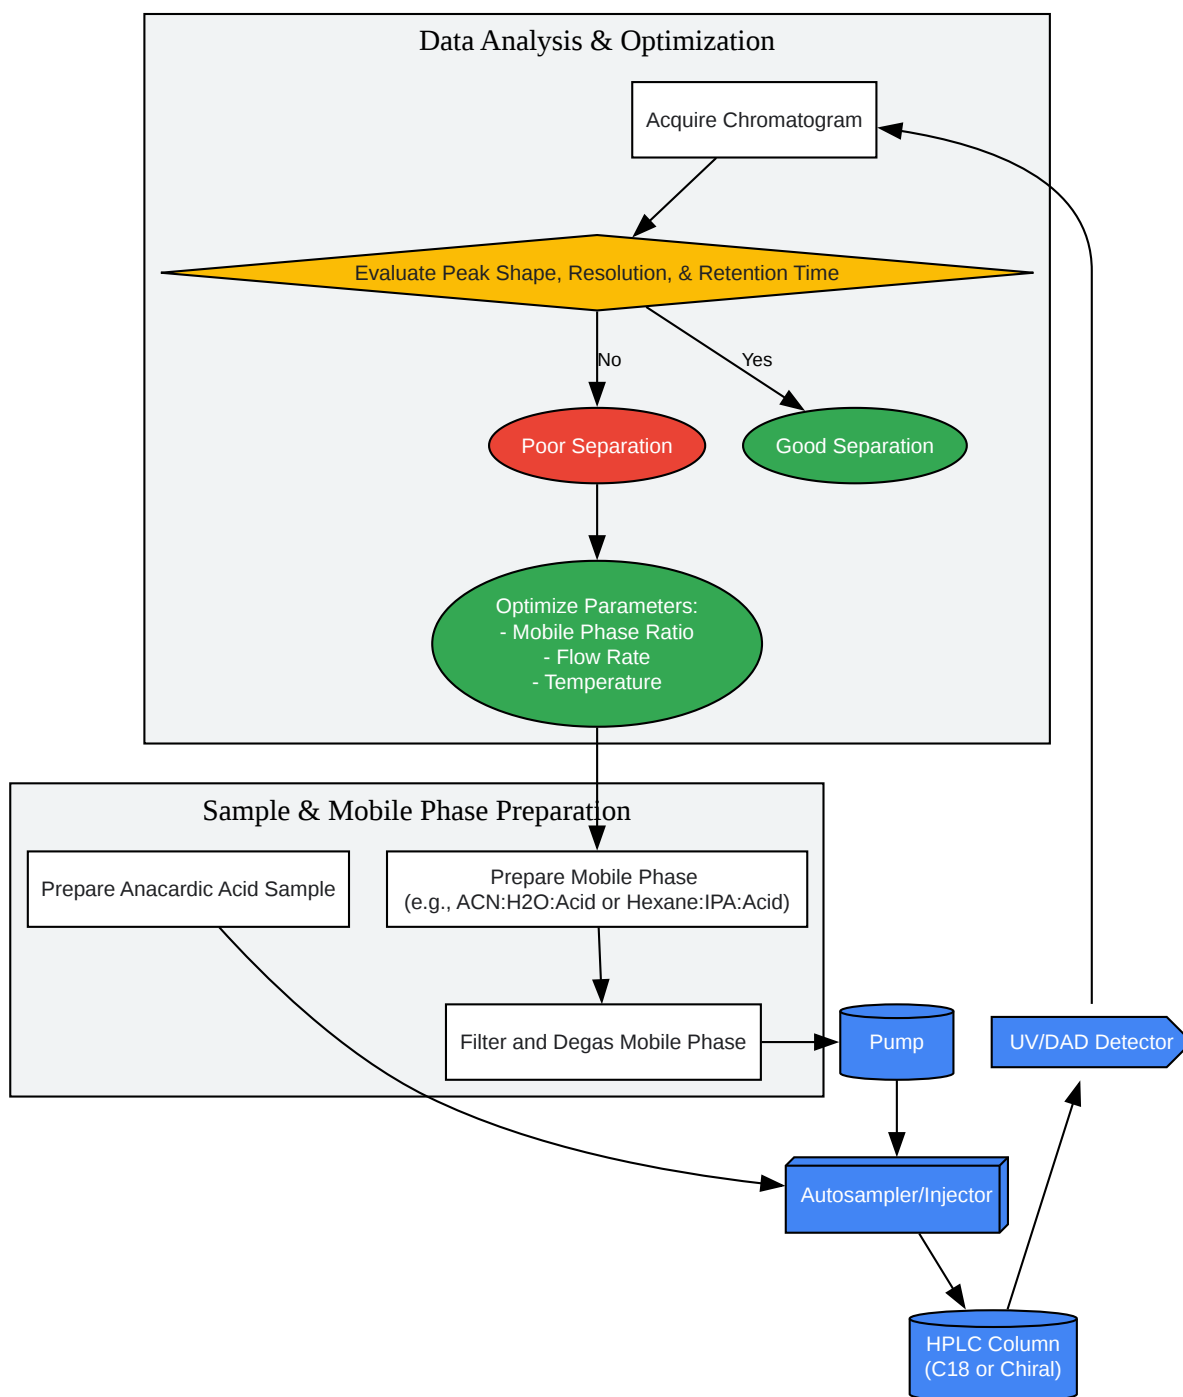 Data Analysis & Optimization
Acquire Chromatogram
Evaluate Peak Shape, Resolution, & Retention Time
No
Yes
Poor Separation
Good Separation
Optimize Parameters:
- Mobile Phase Ratio
- Flow Rate
- Temperature
Sample & Mobile Phase Preparation
Prepare Anacardic Acid Sample
Prepare Mobile Phase
(e.g., ACN:H2O:Acid or Hexane:IPA:Acid)
Filter and Degas Mobile Phase
Pump
UV/DAD Detector
Autosampler/Injector
HPLC Column
(C18 or Chiral)